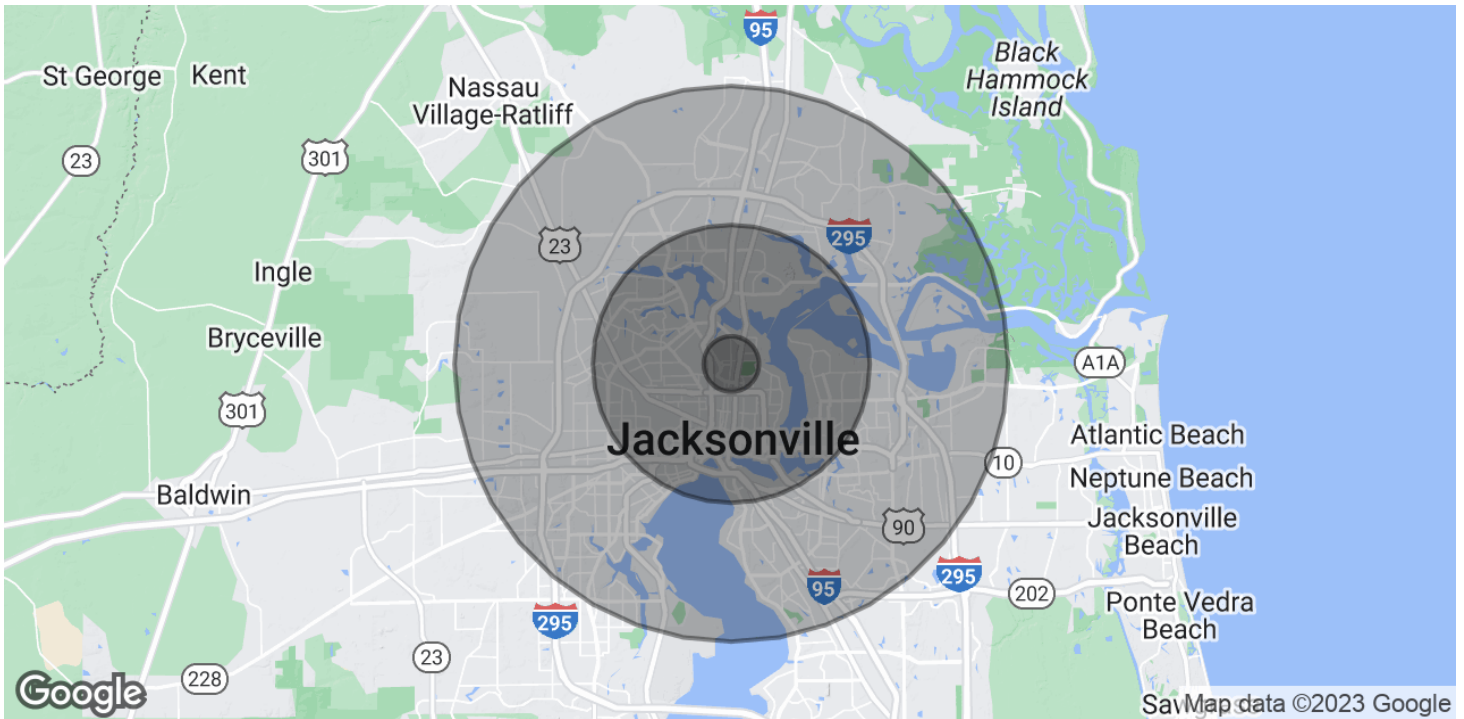 95
Black
Hammock
Island
St George
Kent
Nassau
Village-Ratliff
23
301
295
23
Ingle
Bryceville
A1A
301
Jacksonville
Atlantic Beach
10
Neptune Beach
Baldwin
90
Jacksonville
Beach
295
95
202
Ponte Vedra
Beach
295
23
228
Google
Map data ©2023 Google